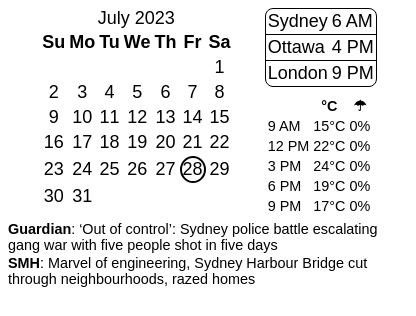 July 2023
Su Mo Tu We Th Fr Sa
1
2 3 4 5 6 7 8
9 10 11 12 13 14 15
16 17 18 19 20 21 22
23 24 25 26 27 28 29
30 31
Sydney 6 AM
Ottawa 4 PM
London 9 PM
°C ☂
9 AM 15°C 0%
12 PM 22°C 0%
3 PM 24°C 0%
6 PM 19°C 0%
9 PM 17°C 0%
Guardian: ‘Out of control’: Sydney police battle escalating
gang war with five people shot in five days
SMH: Marvel of engineering, Sydney Harbour Bridge cut
through neighbourhoods, razed homes